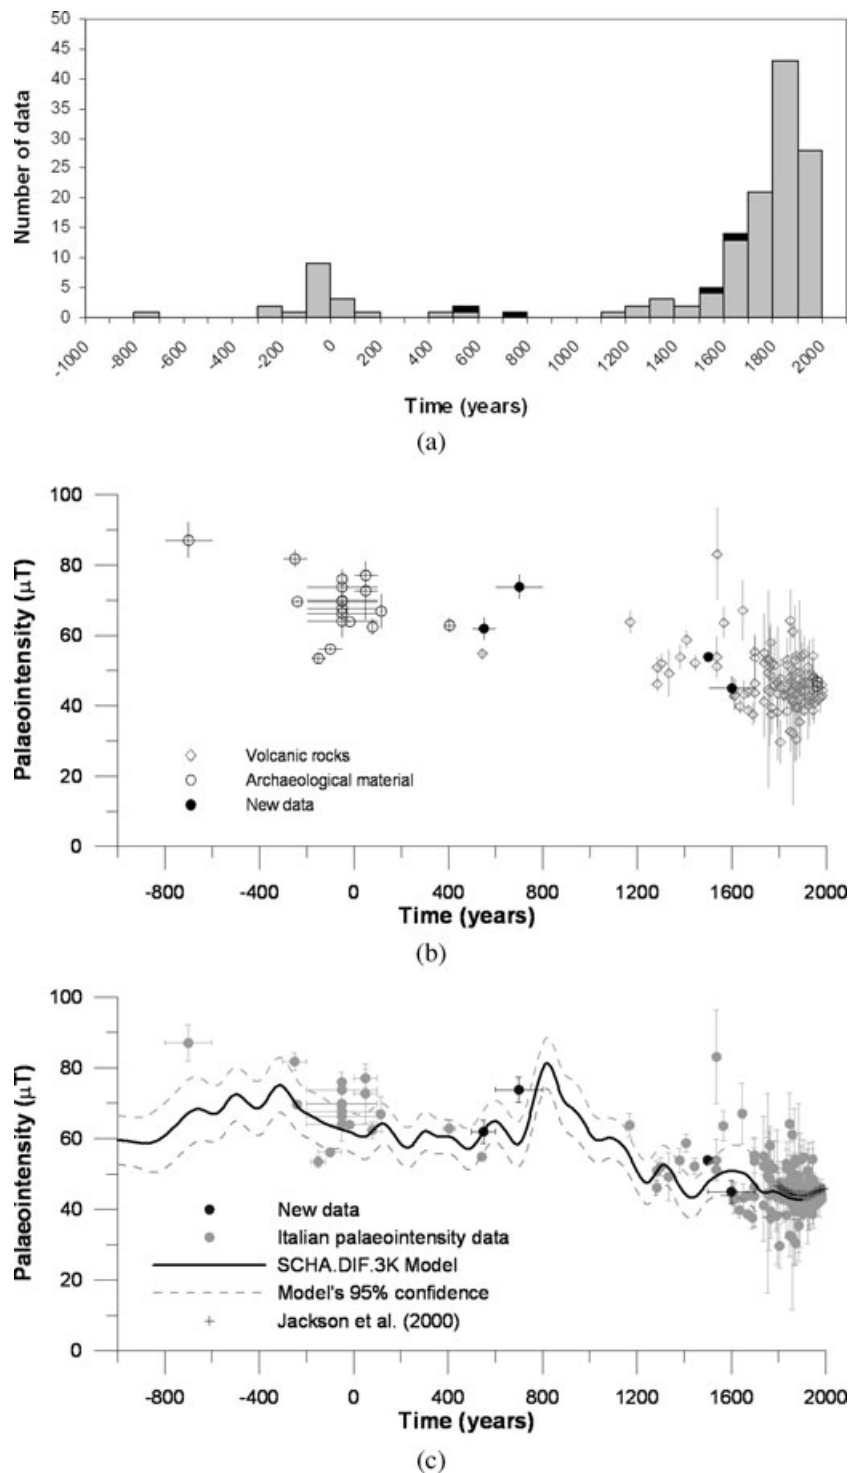 50
45
40
35
30
25
20
15
10
5
0
Number of data
-1000 -800 -600 -400 -200 0 200 400 600 800 1000 1200 1400 1600 1800 2000
Time (years)
(a)
100
80
60
40
20
0
Palaeointensity (μT)
Volcanic rocks
Archaeological material
New data
-800 -400 0 400 800 1200 1600 2000
Time (years)
(b)
100
80
60
40
20
0
Palaeointensity (μT)
New data
Italian palaeointensity data
SCHA.DIF.3K Model
Model's 95% confidence
Jackson et al. (2000)
-800 -400 0 400 800 1200 1600 2000
Time (years)
(c)